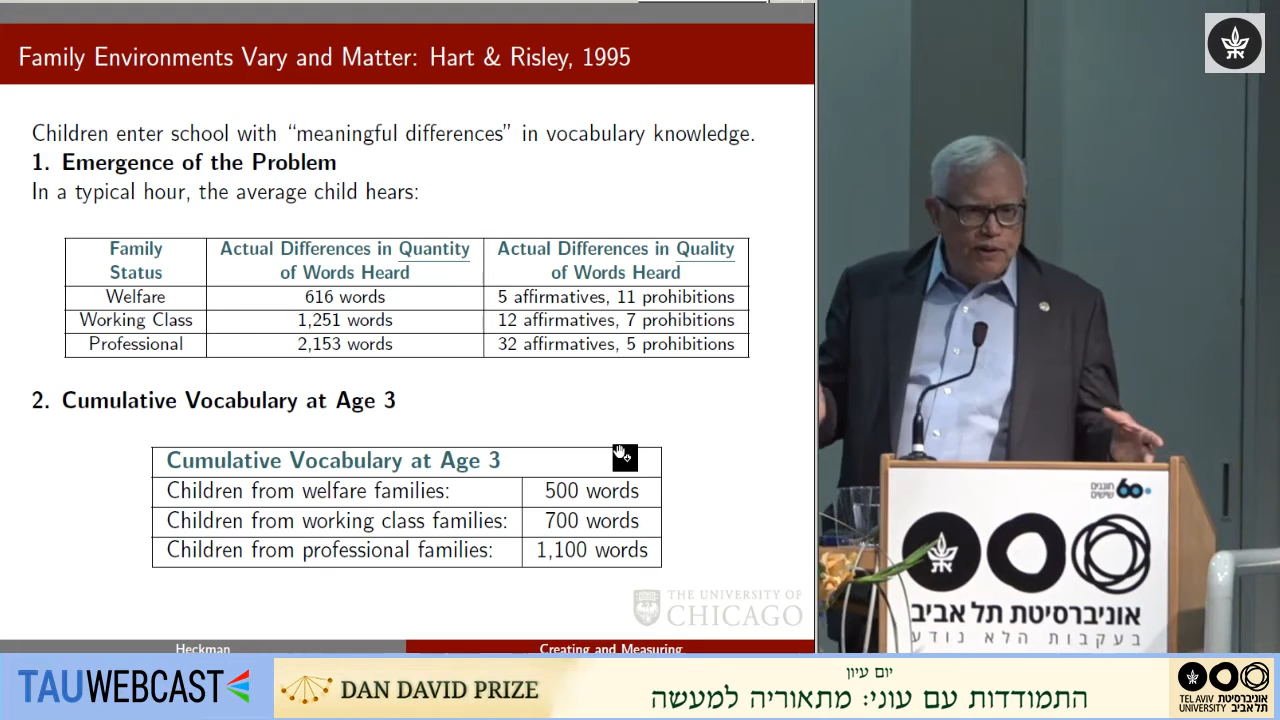 Family Environments Vary and Matter: Hart & Risley, 1995
Children enter school with “meaningful differences” in vocabulary knowledge.
1. Emergence of the Problem
In a typical hour, the average child hears:
Family Status
Actual Differences in Quantity of Words Heard
Actual Differences in Quality of Words Heard
Welfare 616 words 5 affirmatives, 11 prohibitions
Working Class 1,251 words 12 affirmatives, 7 prohibitions
Professional 2,153 words 32 affirmatives, 5 prohibitions
2. Cumulative Vocabulary at Age 3
Cumulative Vocabulary at Age 3
Children from welfare families: 500 words
Children from working class families: 700 words
Children from professional families: 1,100 words
THE UNIVERSITY OF
CHICAGO
Heckman Creating and Measuring
חוגגים
שישים
60
אוניברסיטת תל אביב
בעקבות הלא נודע
TAUWEBCAST
DAN DAVID PRIZE
יום עיון
התמודדות עם עוני: מתאוריה למעשה
TEL AVIV אוניברסיטת
UNIVERSITY תל אביב